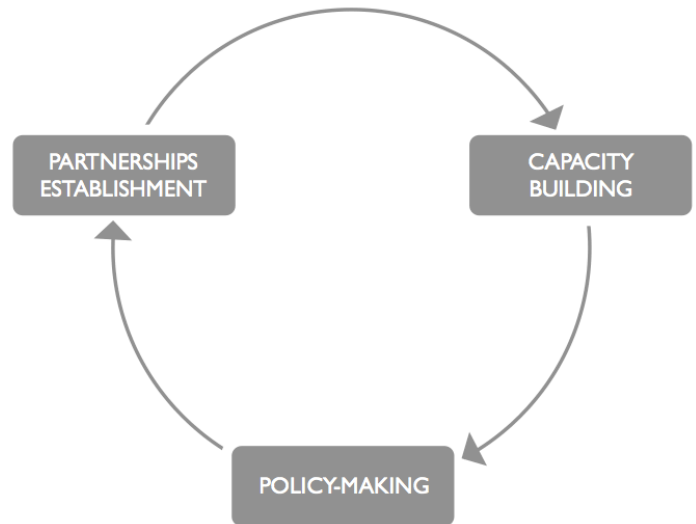 PARTNERSHIPS
ESTABLISHMENT
CAPACITY
BUILDING
POLICY-MAKING